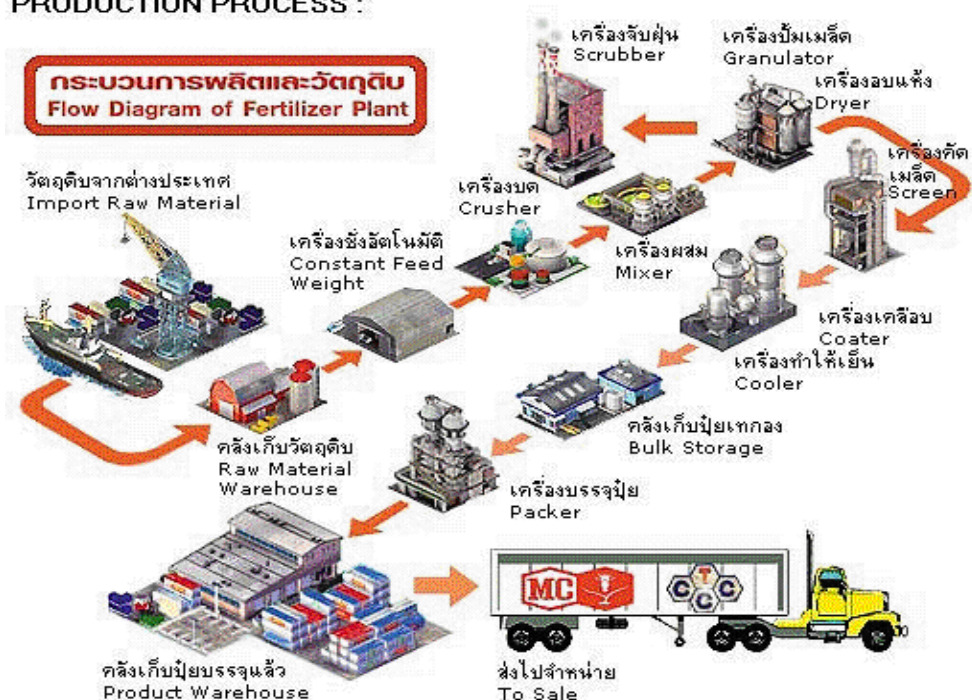 PRODUCTION PROCESS :
กระบวนการผลิตและวัตถุดิบ
Flow Diagram of Fertilizer Plant
วัตถุดิบจากต่างประเทศ
Import Raw Material
คลังเก็บวัตถุดิบ
Raw Material
Warehouse
เครื่องชั่งอัตโนมัติ
Constant Feed
Weight
เครื่องบด
Crusher
เครื่องผสม
Mixer
เครื่องปั้มเมล็ด
Granulator
เครื่องอบแห้ง
Dryer
เครื่องจับฝุ่น
Scrubber
เครื่องคัด
เมล็ด
Screen
เครื่องเคลือบ
Coater
เครื่องทำให้เย็น
Cooler
คลังเก็บปุ๋ยเทกอง
Bulk Storage
เครื่องบรรจุปุ๋ย
Packer
คลังเก็บปุ๋ยบรรจุแล้ว
Product Warehouse
MC
T
C
C
C
ส่งไปจำหน่าย
To Sale